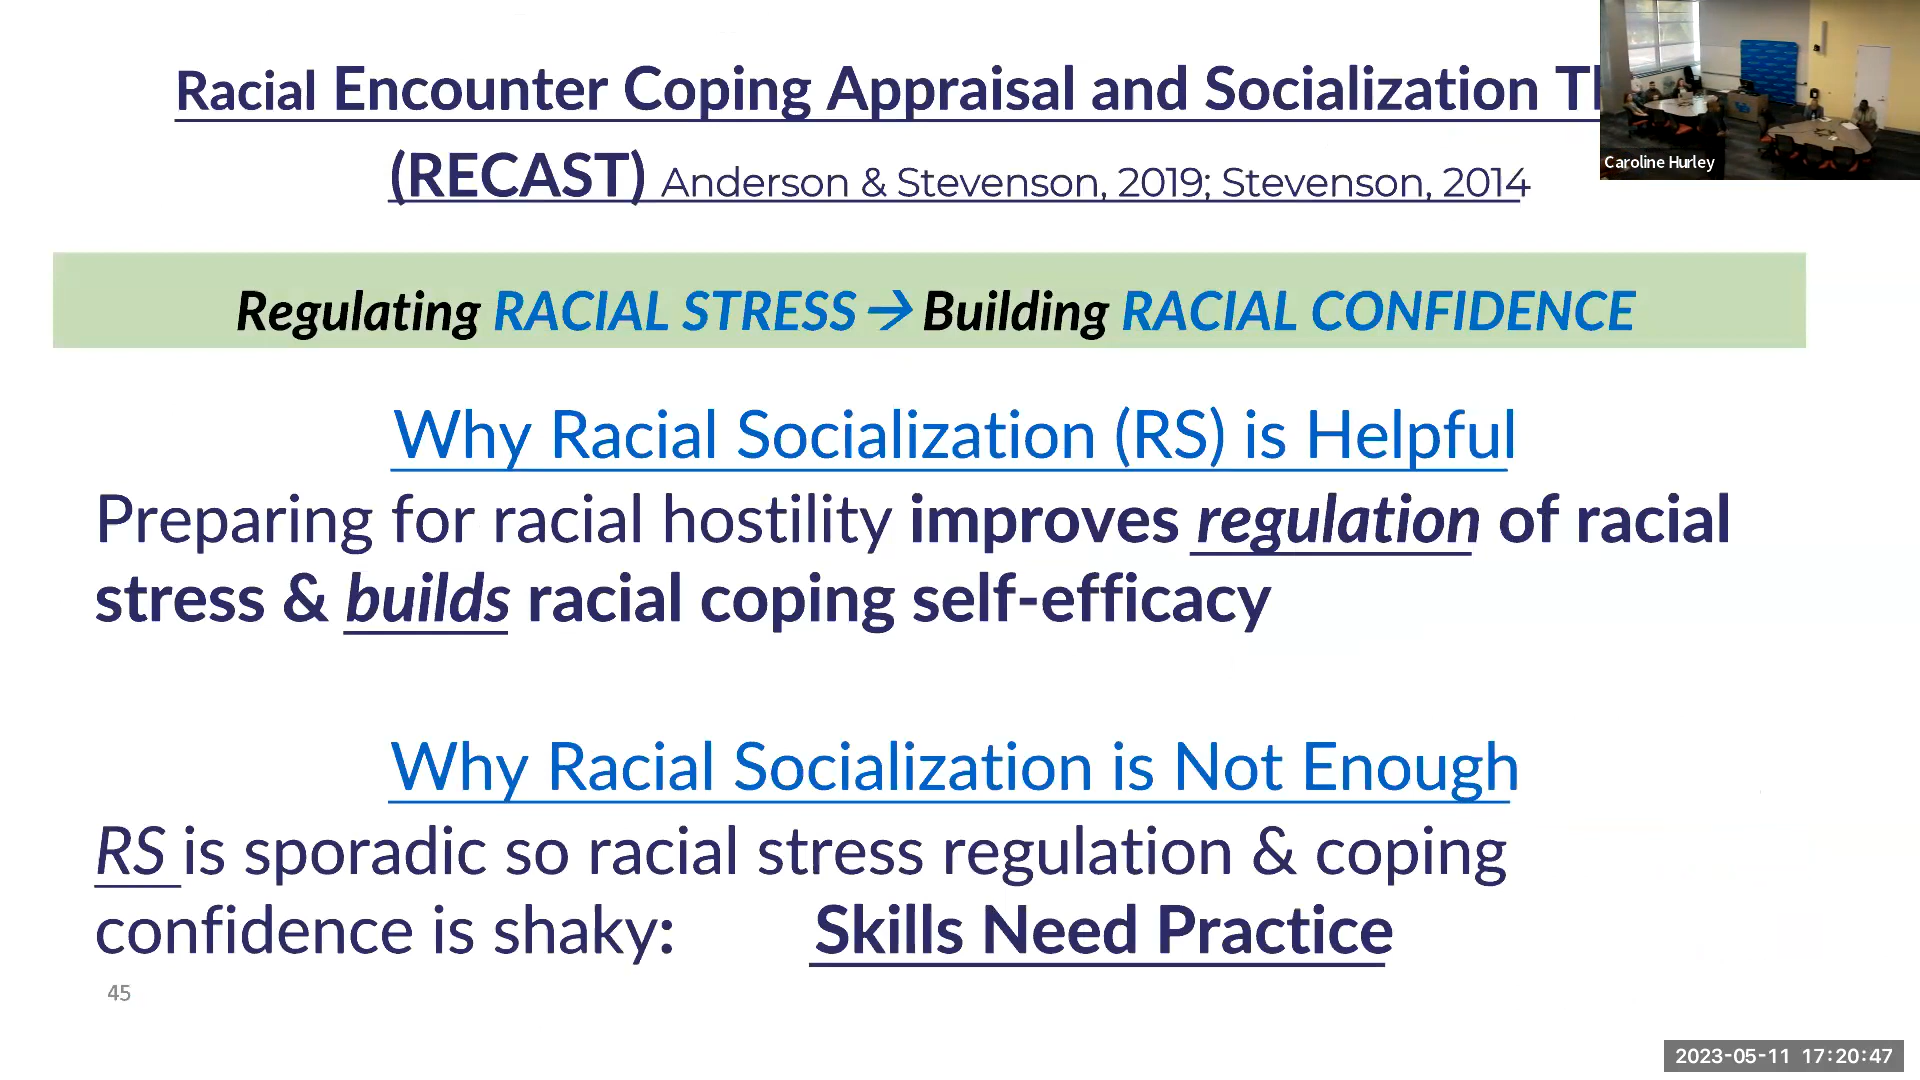 Racial Encounter Coping Appraisal and Socialization
(RECAST) Anderson & Stevenson, 2019; Stevenson, 2014
Caroline Hurley
Regulating RACIAL STRESS → Building RACIAL CONFIDENCE
Why Racial Socialization (RS) is Helpful
Preparing for racial hostility improves regulation of racial
stress & builds racial coping self-efficacy
Why Racial Socialization is Not Enough
RS is sporadic so racial stress regulation & coping
confidence is shaky: Skills Need Practice
45
2023-05-11 17:20:47